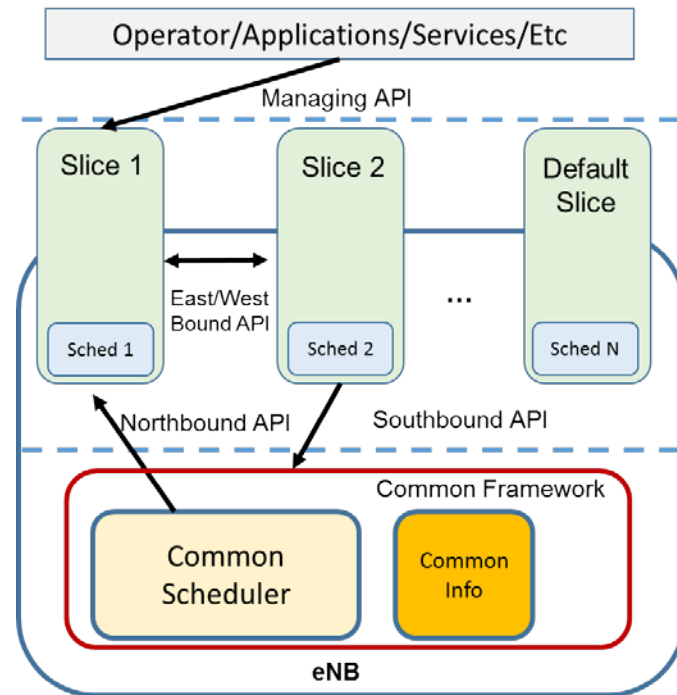 Operator/Applications/Services/Etc
Managing API
Slice 1
Slice 2
Default
Slice
East/West
Bound API
...
Sched 1
Sched 2
Sched N
Northbound API
Southbound API
Common Framework
Common
Scheduler
Common
Info
eNB